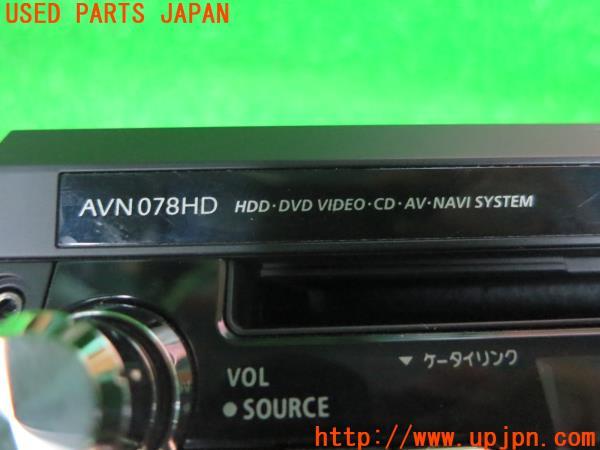 USED PARTS JAPAN
AVN078HD HDD・DVD VIDEO・CD・AV・NAVI SYSTEM
▼ ケータイリンク
VOL
● SOURCE
http://www.upjpn.com